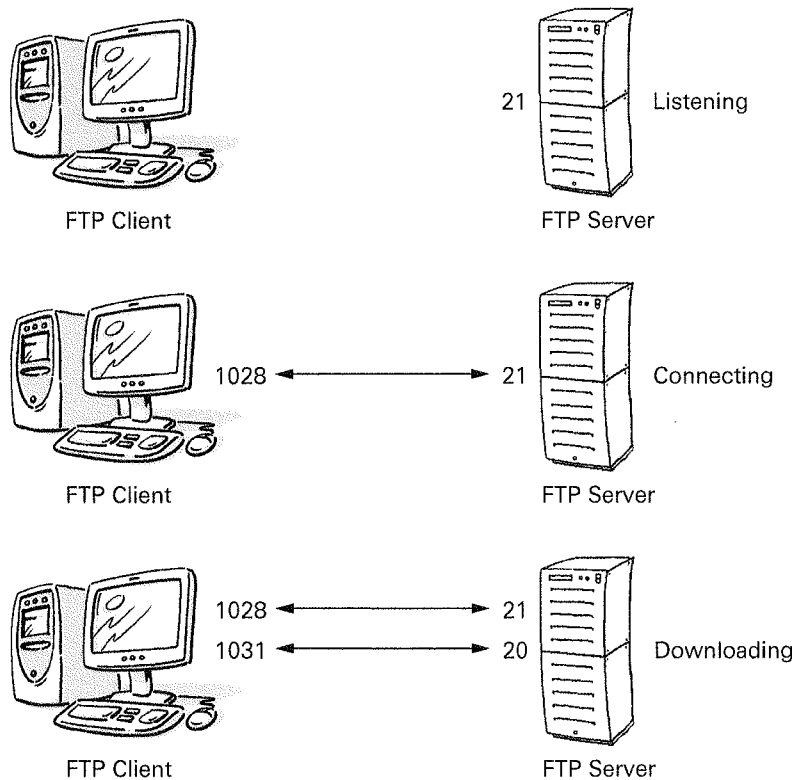 21 Listening
FTP Client FTP Server
1028 21 Connecting
FTP Client FTP Server
1028 21
1031 20 Downloading
FTP Client FTP Server